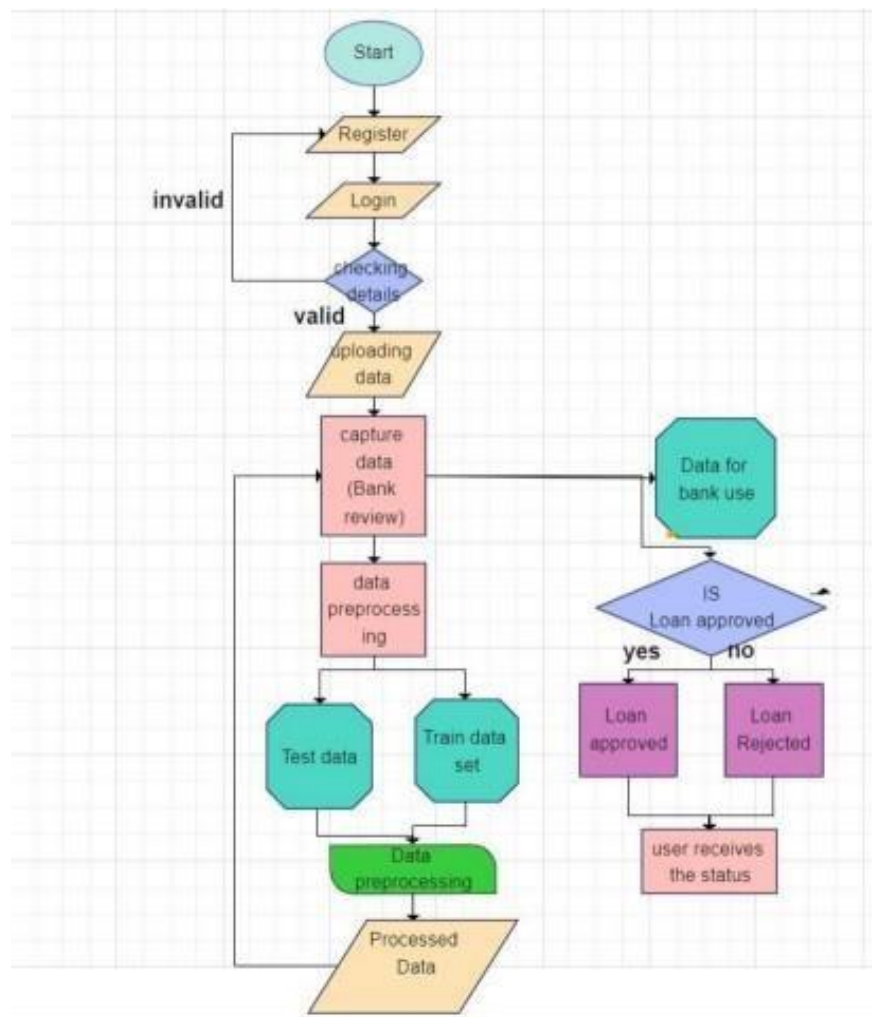 Start
Register
invalid
Login
checking
details
valid
uploading
data
capture
data
(Bank
review)
Data for
bank use
data
preprocess
ing
IS
Loan approved
yes
no
Test data
Train data
set
Loan
approved
Loan
Rejected
Data
preprocessing
user receives
the status
Processed
Data